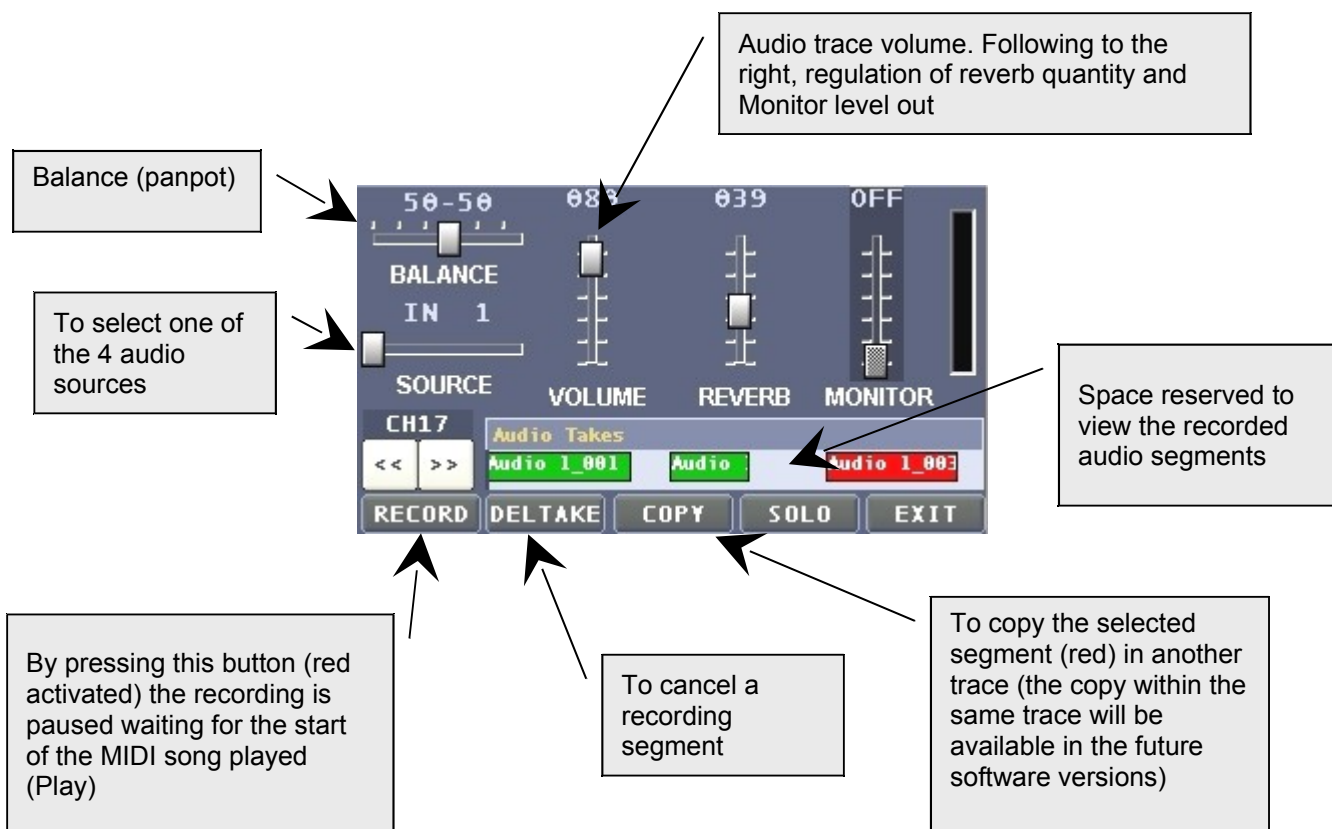 Audio trace volume. Following to the
right, regulation of reverb quantity and
Monitor level out
Balance (panpot)
To select one of
the 4 audio
sources
50-50
080
039
OFF
BALANCE
IN 1
SOURCE
VOLUME
REVERB
MONITOR
CH17
Audio Takes
<< >>
Audio 1_001
Audio
Audio 1_003
RECORD
DELTAKE
COPY
SOLO
EXIT
Space reserved to
view the recorded
audio segments
By pressing this button (red
activated) the recording is
paused waiting for the start
of the MIDI song played
(Play)
To cancel a
recording
segment
To copy the selected
segment (red) in another
trace (the copy within the
same trace will be
available in the future
software versions)